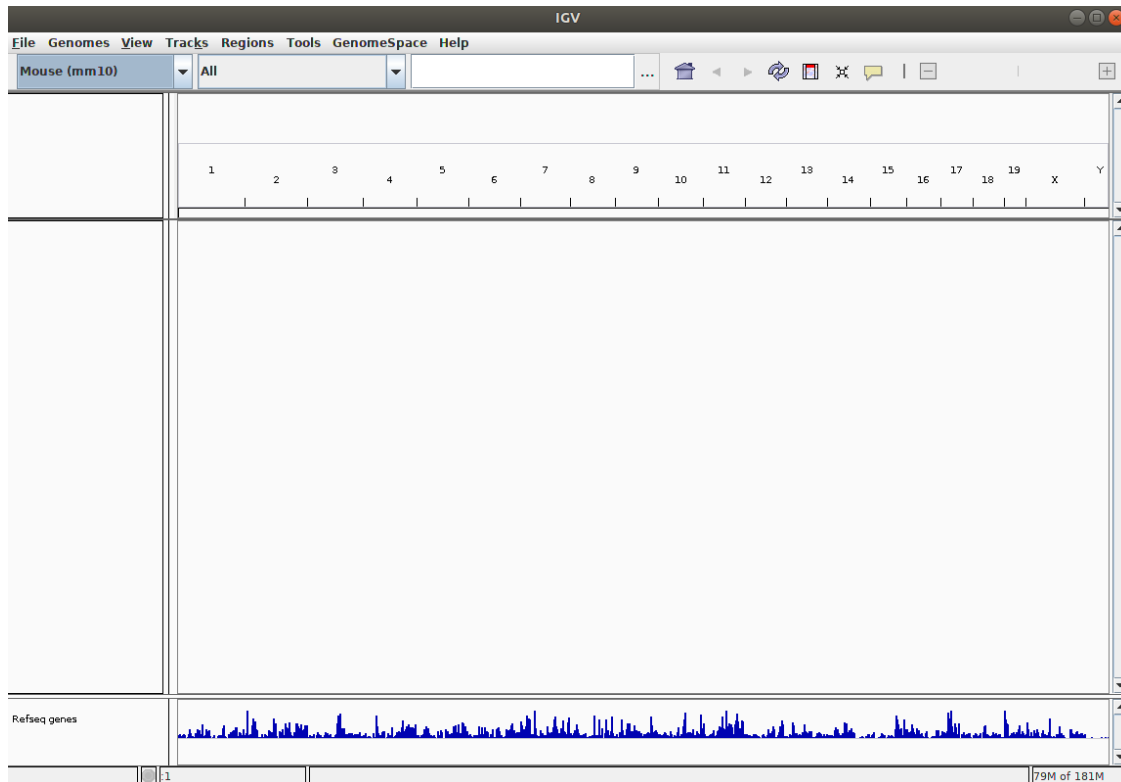 IGV
File Genomes View Tracks Regions Tools GenomeSpace Help
Mouse (mm10) All ...
1 2 3 4 5 6 7 8 9 10 11 12 13 14 15 16 17 18 19 X Y
Refseq genes
:1 79M of 181M